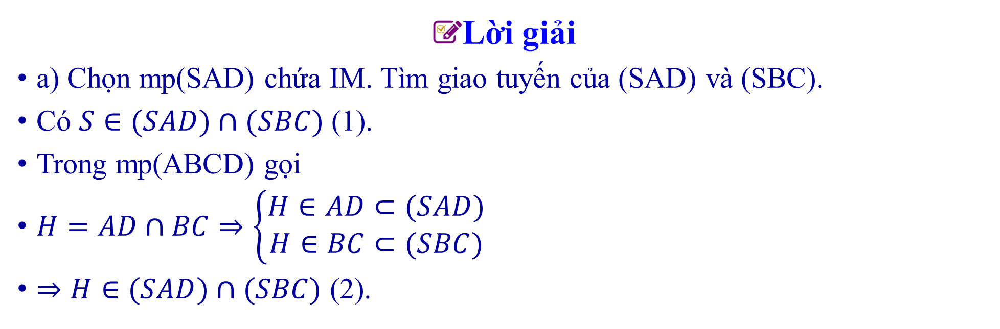 Lời giải
• a) Chọn mp(SAD) chứa IM. Tìm giao tuyến của (SAD) và (SBC).
• Có S ∈ (SAD) ∩ (SBC) (1).
• Trong mp(ABCD) gọi
• H = AD ∩ BC ⇒ { H ∈ AD ⊂ (SAD)
H ∈ BC ⊂ (SBC)
• ⇒ H ∈ (SAD) ∩ (SBC) (2).